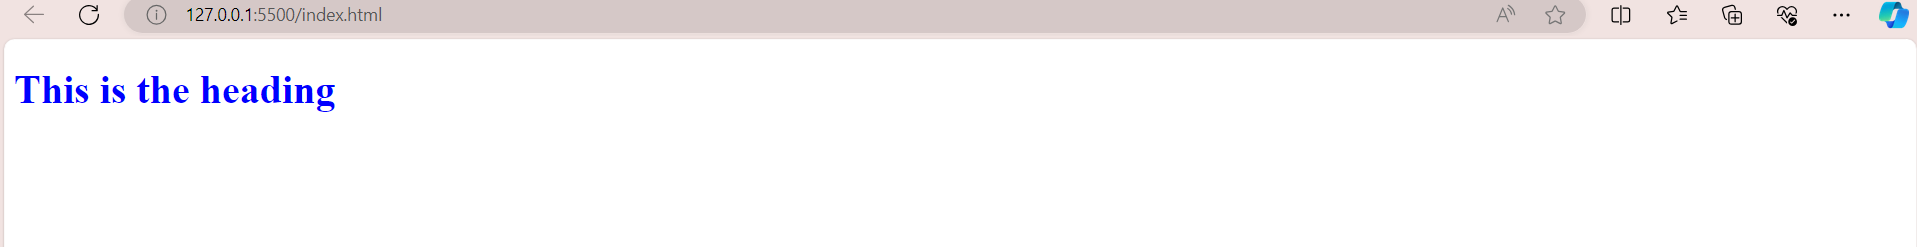 127.0.0.1:5500/index.html
This is the heading